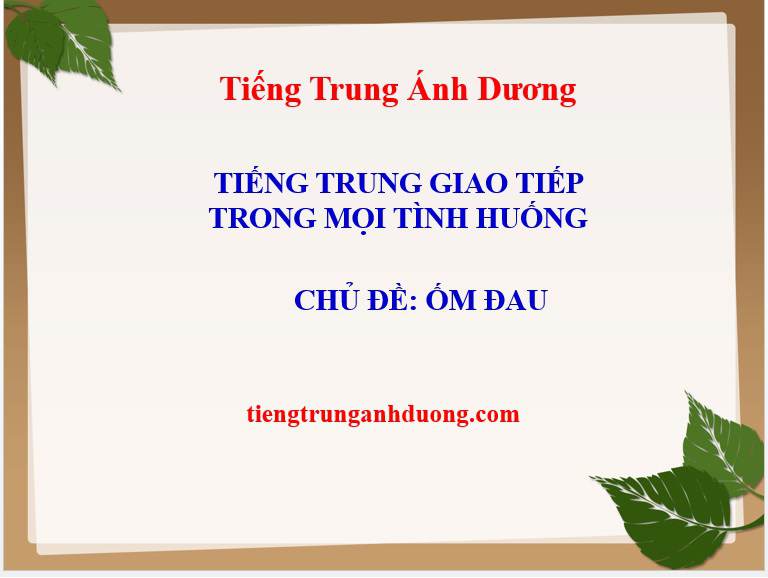 Tiếng Trung Ánh Dương
TIẾNG TRUNG GIAO TIẾP
TRONG MỌI TÌNH HUỐNG
CHỦ ĐỀ: ỐM ĐAU
tiengtrunganhduong.com